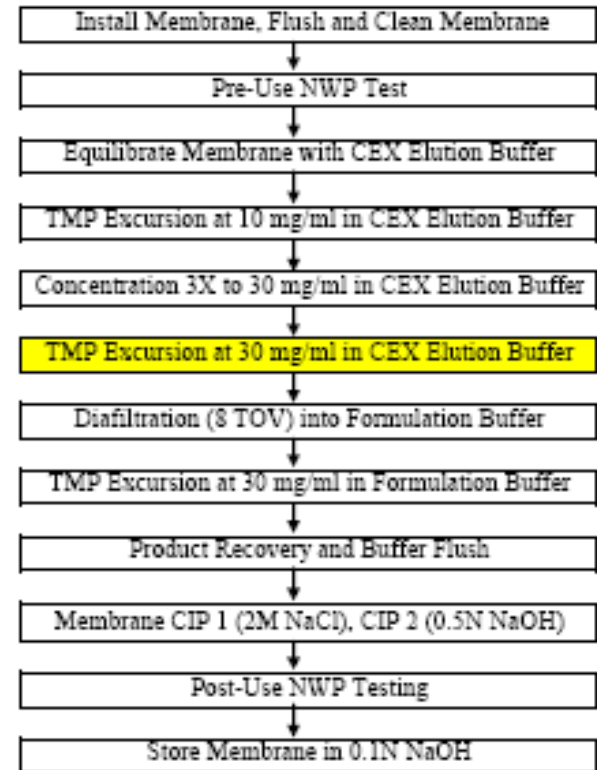 Install Membrane, Flush and Clean Membrane
Pre-Use NWP Test
Equilibrate Membrane with CEX Elution Buffer
TMP Excursion at 10 mg/ml in CEX Elution Buffer
Concentration 3X to 30 mg/ml in CEX Elution Buffer
TMP Excursion at 30 mg/ml in CEX Elution Buffer
Diafiltration (8 TOV) into Formulation Buffer
TMP Excursion at 30 mg/ml in Formulation Buffer
Product Recovery and Buffer Flush
Membrane CIP 1 (2M NaCl), CIP 2 (0.5N NaOH)
Post-Use NWP Testing
Store Membrane in 0.1N NaOH